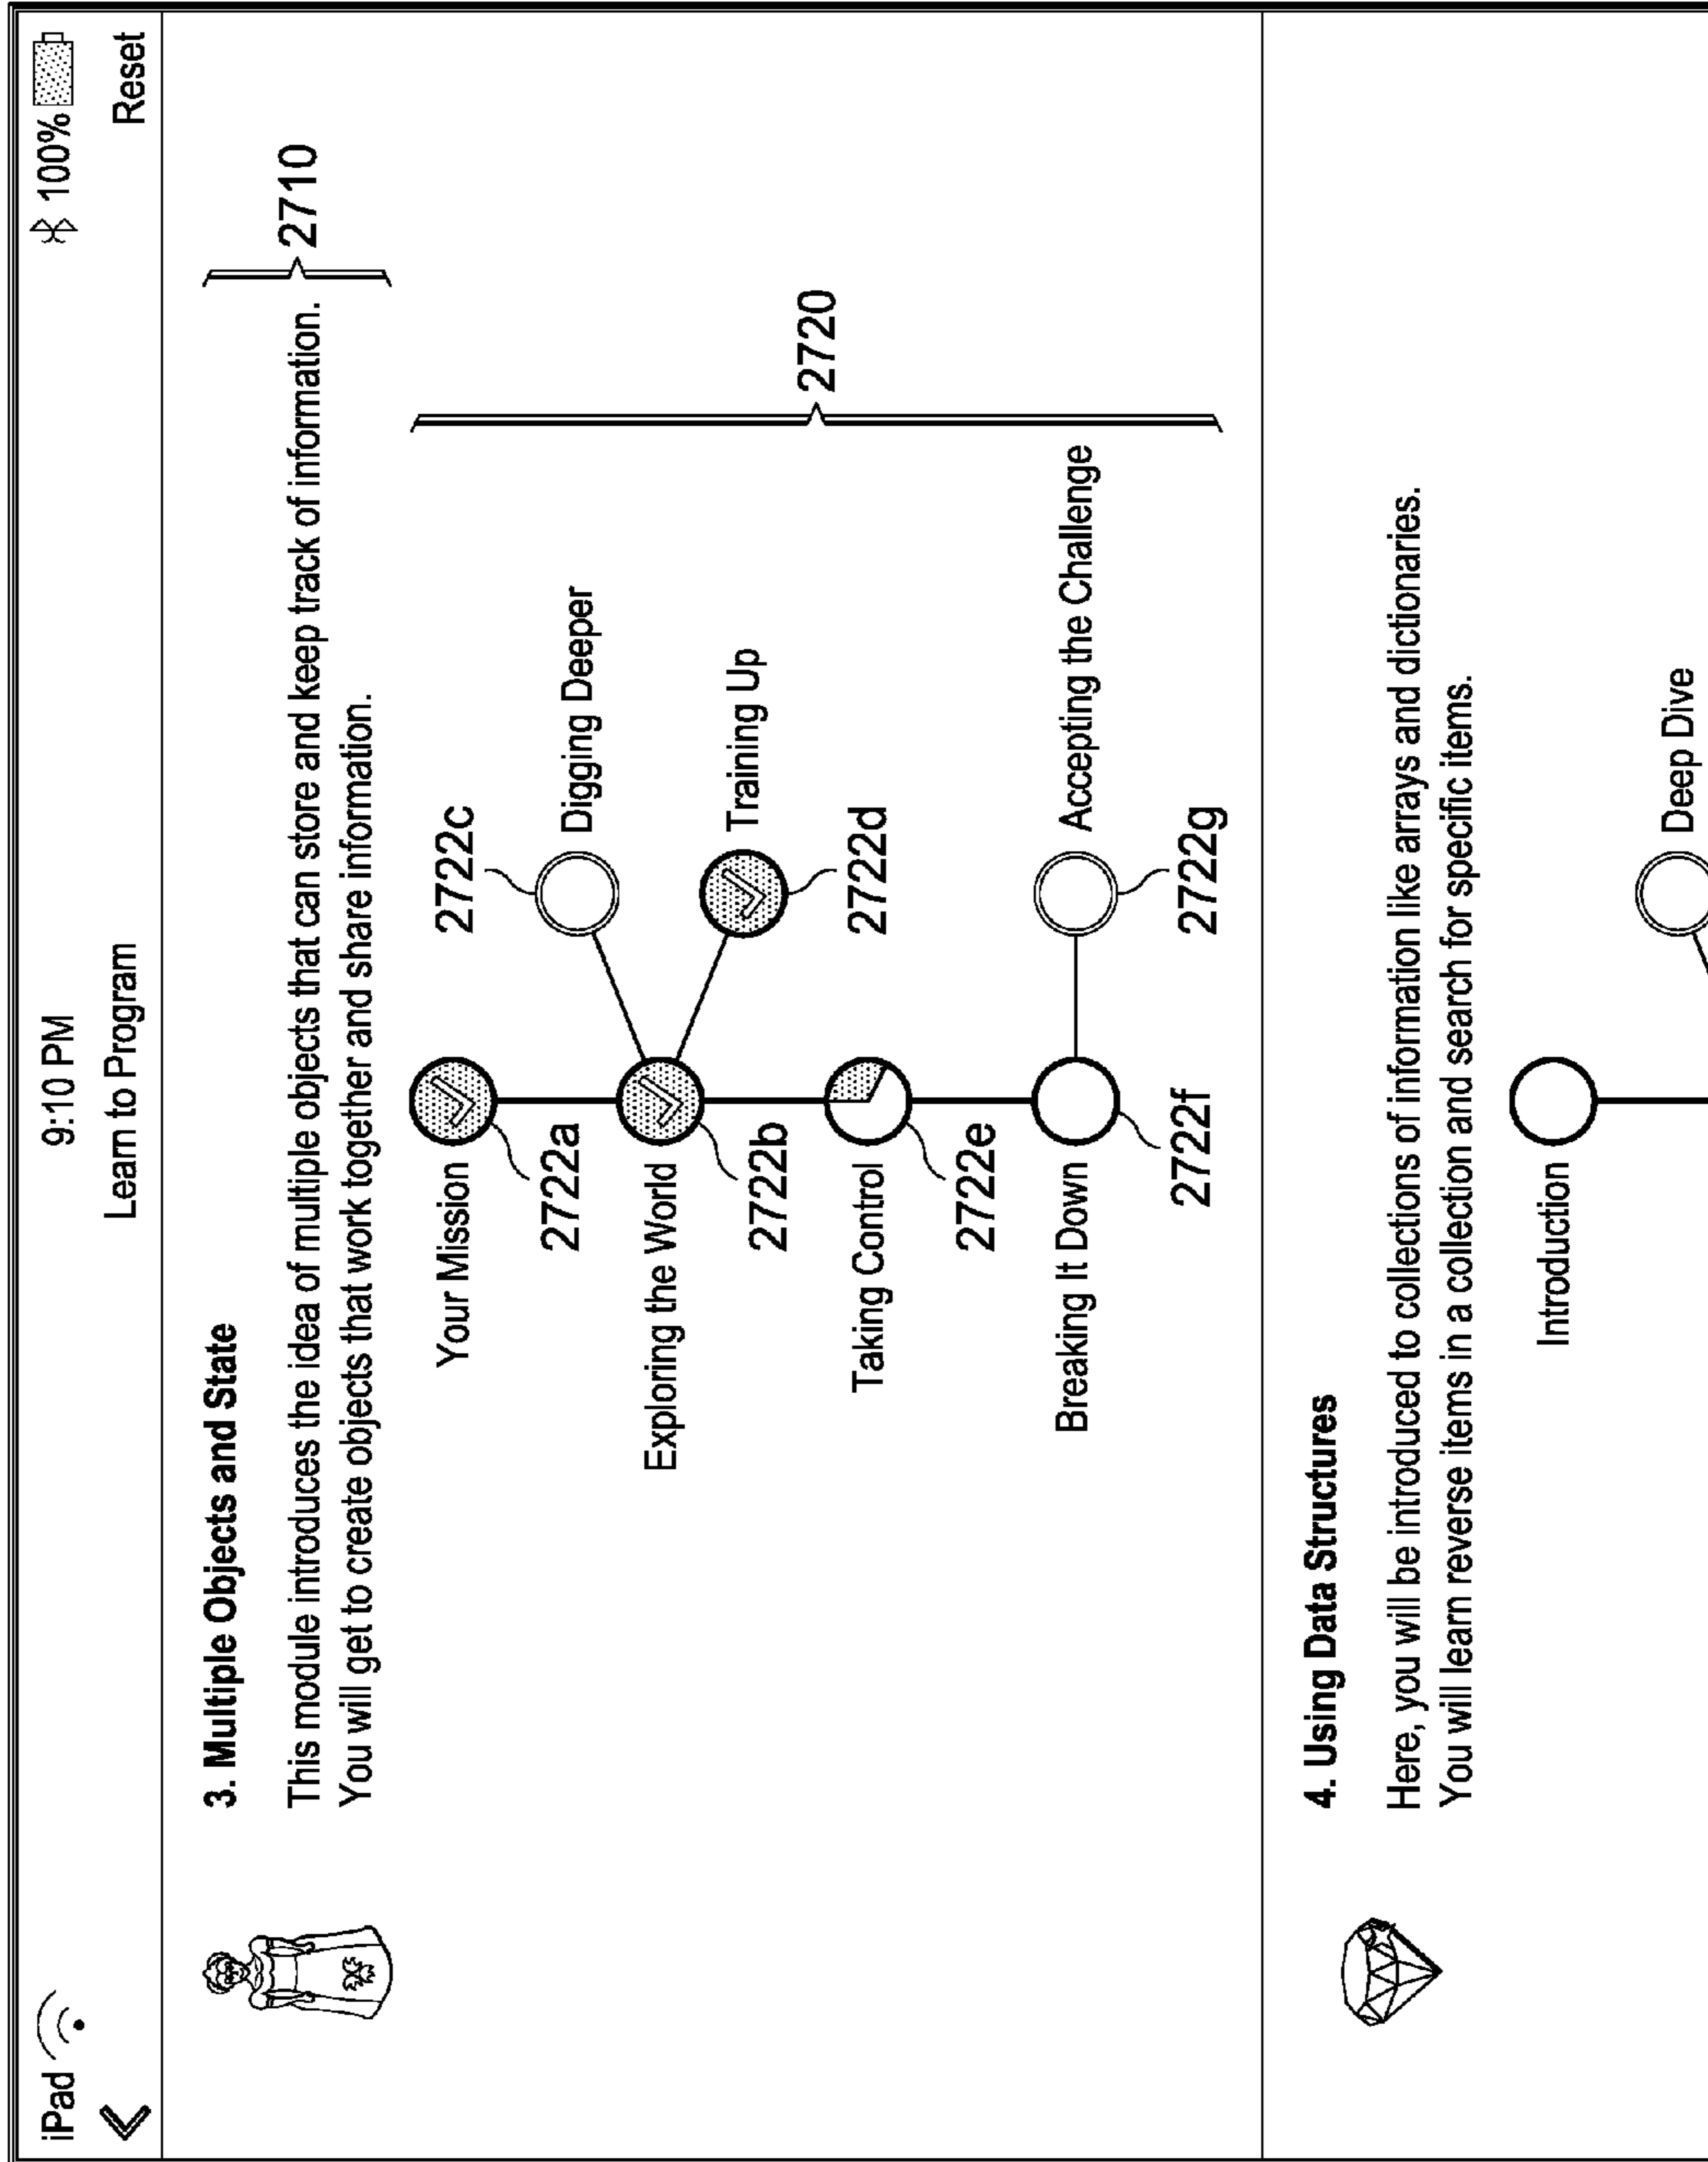 iPad
9:10 PM
100%
Learn to Program
Reset
3. Multiple Objects and State
This module introduces the idea of multiple objects that can store and keep track of information.
You will get to create objects that work together and share information.
2710
Your Mission
2722a
2722c
Digging Deeper
Exploring the World
2722b
Training Up
2722d
2720
Taking Control
2722e
Breaking It Down
2722f
Accepting the Challenge
2722g
4. Using Data Structures
Here, you will be introduced to collections of information like arrays and dictionaries.
You will learn reverse items in a collection and search for specific items.
Introduction
Deep Dive